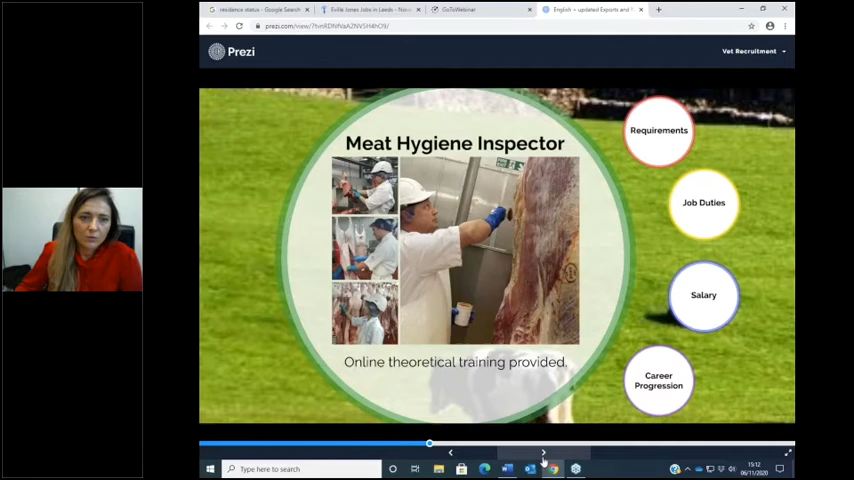 residence status - Google Search
Eville Jones Jobs in Leeds - Nov
GoToWebinar
English + updated Exports and
Prezi
Vet Recruitment
Meat Hygiene Inspector
Online theoretical training provided.
Requirements
Job Duties
Salary
Career
Progression
Type here to search
15:12
06/11/2020